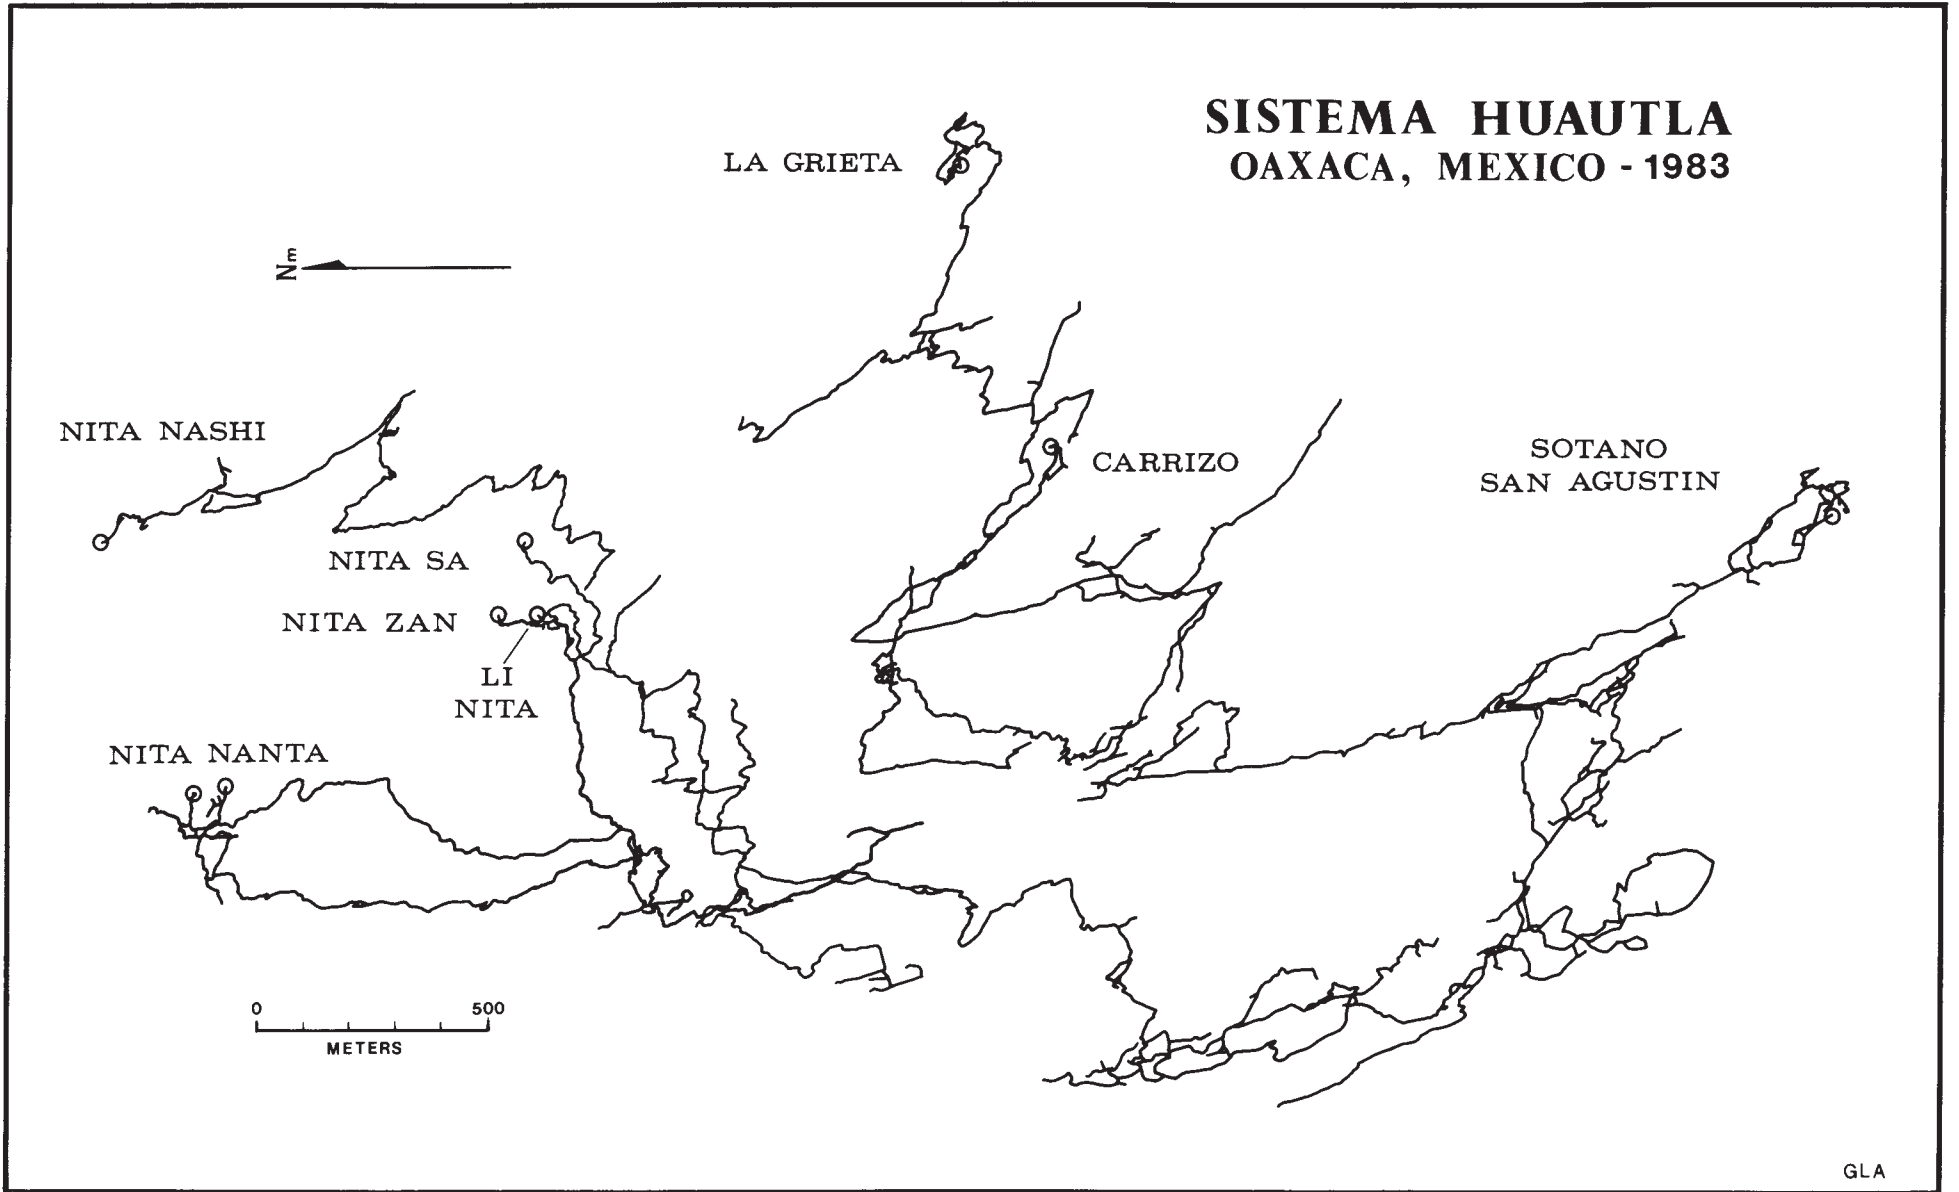 SISTEMA HUAUTLA
OAXACA, MEXICO - 1983
LA GRIETA
Nm
NITA NASHI
CARRIZO
SOTANO
SAN AGUSTIN
NITA SA
NITA ZAN
LI
NITA
NITA NANTA
0 500
METERS
GLA